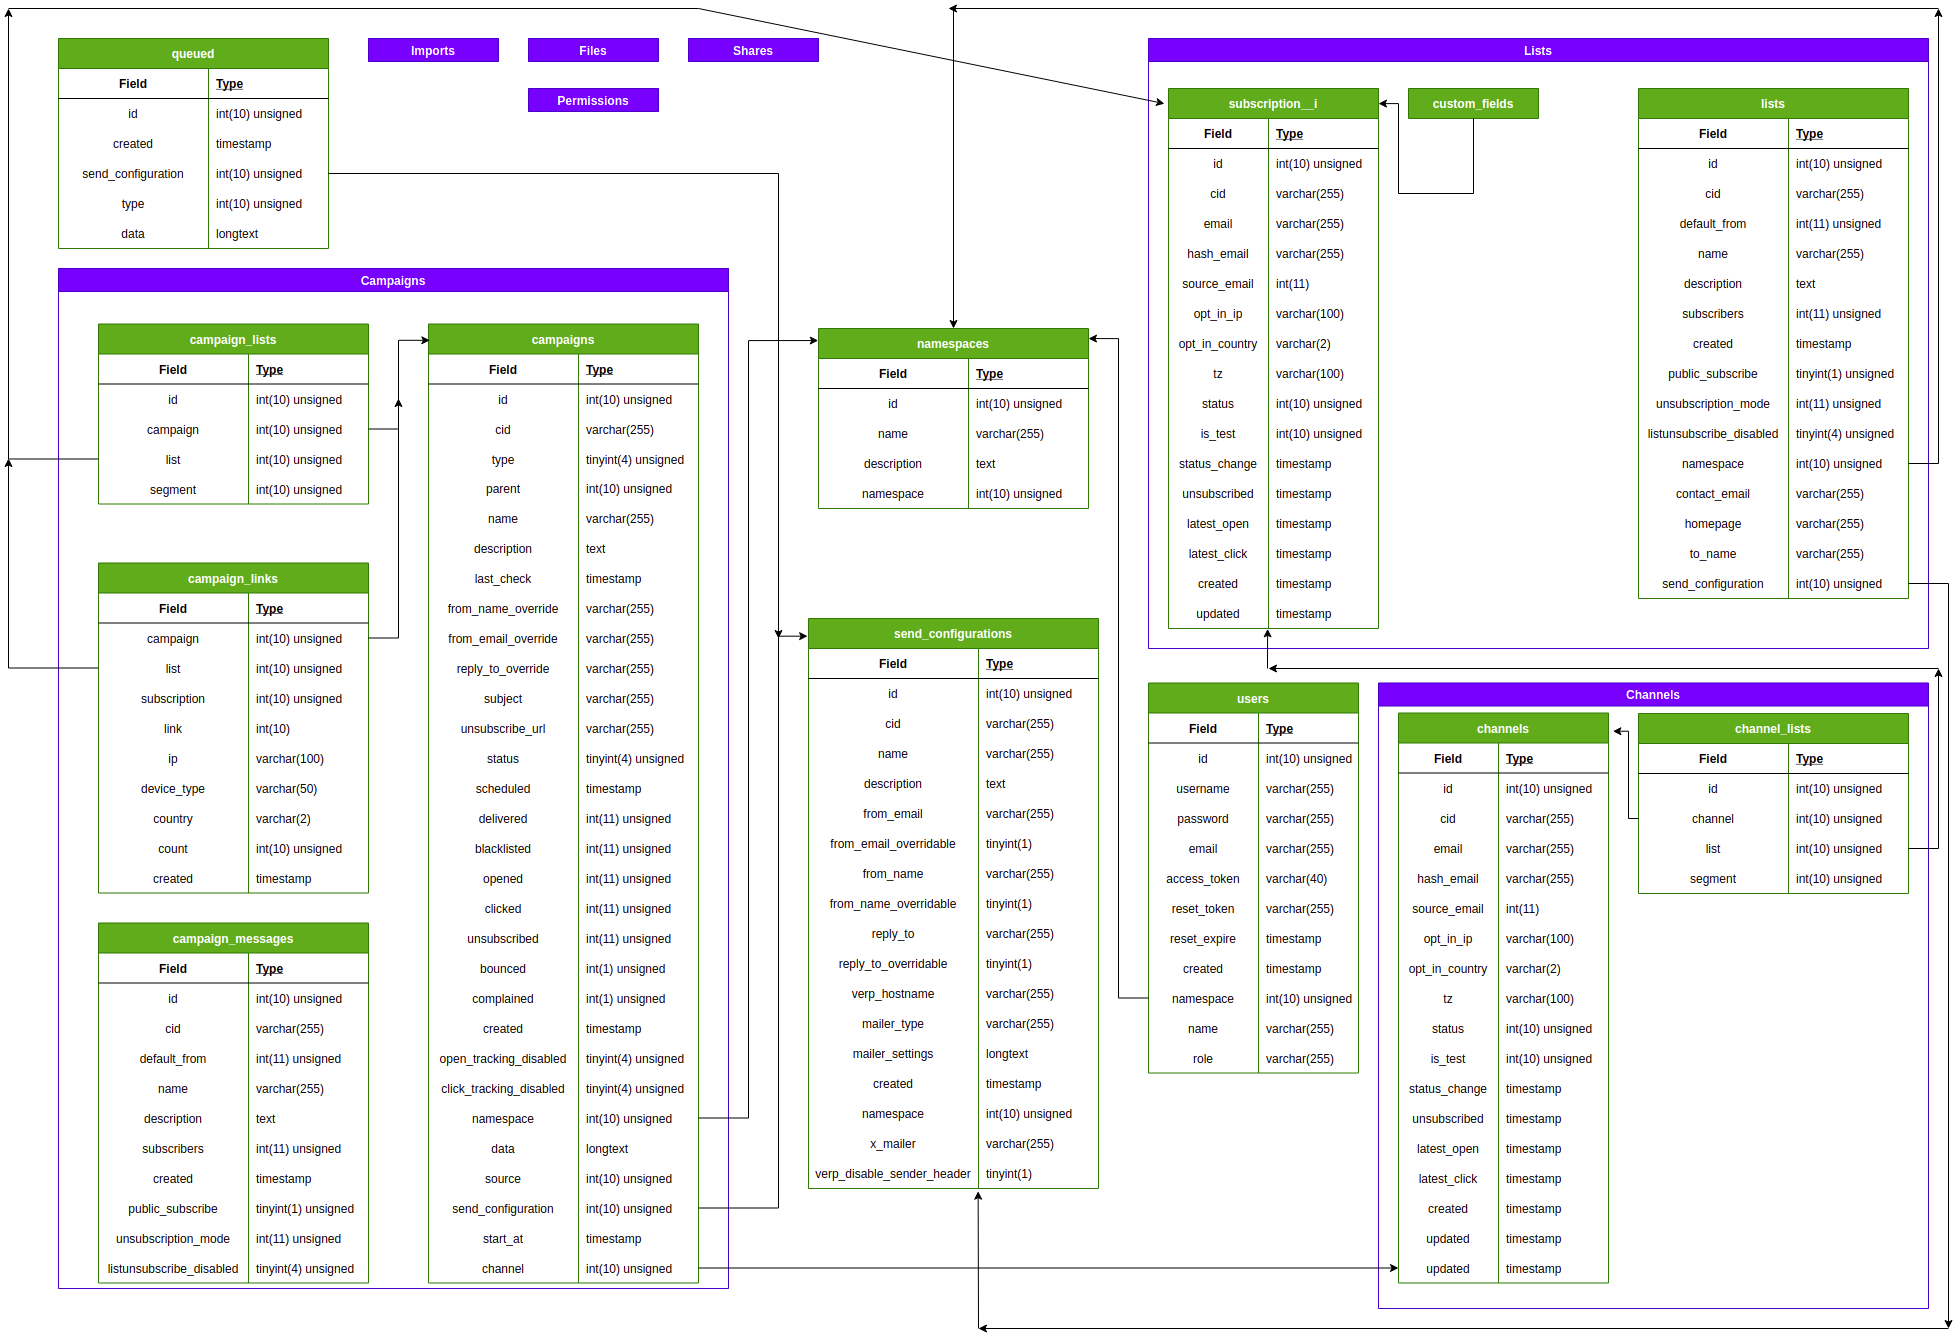 queued
Field Type
id int(10) unsigned
created timestamp
send_configuration int(10) unsigned
type int(10) unsigned
data longtext
Imports
Files
Shares
Permissions
Campaigns
campaign_lists
Field Type
id int(10) unsigned
campaign int(10) unsigned
list int(10) unsigned
segment int(10) unsigned
campaign_links
Field Type
campaign int(10) unsigned
list int(10) unsigned
subscription int(10) unsigned
link int(10)
ip varchar(100)
device_type varchar(50)
country varchar(2)
count int(10) unsigned
created timestamp
campaign_messages
Field Type
id int(10) unsigned
cid varchar(255)
default_from int(11) unsigned
name varchar(255)
description text
subscribers int(11) unsigned
created timestamp
public_subscribe tinyint(1) unsigned
unsubscription_mode int(11) unsigned
listunsubscribe_disabled tinyint(4) unsigned
campaigns
Field Type
id int(10) unsigned
cid varchar(255)
type tinyint(4) unsigned
parent int(10) unsigned
name varchar(255)
description text
last_check timestamp
from_name_override varchar(255)
from_email_override varchar(255)
reply_to_override varchar(255)
subject varchar(255)
unsubscribe_url varchar(255)
status tinyint(4) unsigned
scheduled timestamp
delivered int(11) unsigned
blacklisted int(11) unsigned
opened int(11) unsigned
clicked int(11) unsigned
unsubscribed int(11) unsigned
bounced int(1) unsigned
complained int(1) unsigned
created timestamp
open_tracking_disabled tinyint(4) unsigned
click_tracking_disabled tinyint(4) unsigned
namespace int(10) unsigned
data longtext
source int(10) unsigned
send_configuration int(10) unsigned
start_at timestamp
channel int(10) unsigned
namespaces
Field Type
id int(10) unsigned
name varchar(255)
description text
namespace int(10) unsigned
send_configurations
Field Type
id int(10) unsigned
cid varchar(255)
name varchar(255)
description text
from_email varchar(255)
from_email_overridable tinyint(1)
from_name varchar(255)
from_name_overridable tinyint(1)
reply_to varchar(255)
reply_to_overridable tinyint(1)
verp_hostname varchar(255)
mailer_type varchar(255)
mailer_settings longtext
created timestamp
namespace int(10) unsigned
x_mailer varchar(255)
verp_disable_sender_header tinyint(1)
Lists
subscription__i
Field Type
id int(10) unsigned
cid varchar(255)
email varchar(255)
hash_email varchar(255)
source_email int(11)
opt_in_ip varchar(100)
opt_in_country varchar(2)
tz varchar(100)
status int(10) unsigned
is_test int(10) unsigned
status_change timestamp
unsubscribed timestamp
latest_open timestamp
latest_click timestamp
created timestamp
updated timestamp
custom_fields
lists
Field Type
id int(10) unsigned
cid varchar(255)
default_from int(11) unsigned
name varchar(255)
description text
subscribers int(11) unsigned
created timestamp
public_subscribe tinyint(1) unsigned
unsubscription_mode int(11) unsigned
listunsubscribe_disabled tinyint(4) unsigned
namespace int(10) unsigned
contact_email varchar(255)
homepage varchar(255)
to_name varchar(255)
send_configuration int(10) unsigned
users
Field Type
id int(10) unsigned
username varchar(255)
password varchar(255)
email varchar(255)
access_token varchar(40)
reset_token varchar(255)
reset_expire timestamp
created timestamp
namespace int(10) unsigned
name varchar(255)
role varchar(255)
Channels
channels
Field Type
id int(10) unsigned
cid varchar(255)
email varchar(255)
hash_email varchar(255)
source_email int(11)
opt_in_ip varchar(100)
opt_in_country varchar(2)
tz varchar(100)
status int(10) unsigned
is_test int(10) unsigned
status_change timestamp
unsubscribed timestamp
latest_open timestamp
latest_click timestamp
created timestamp
updated timestamp
updated timestamp
channel_lists
Field Type
id int(10) unsigned
channel int(10) unsigned
list int(10) unsigned
segment int(10) unsigned